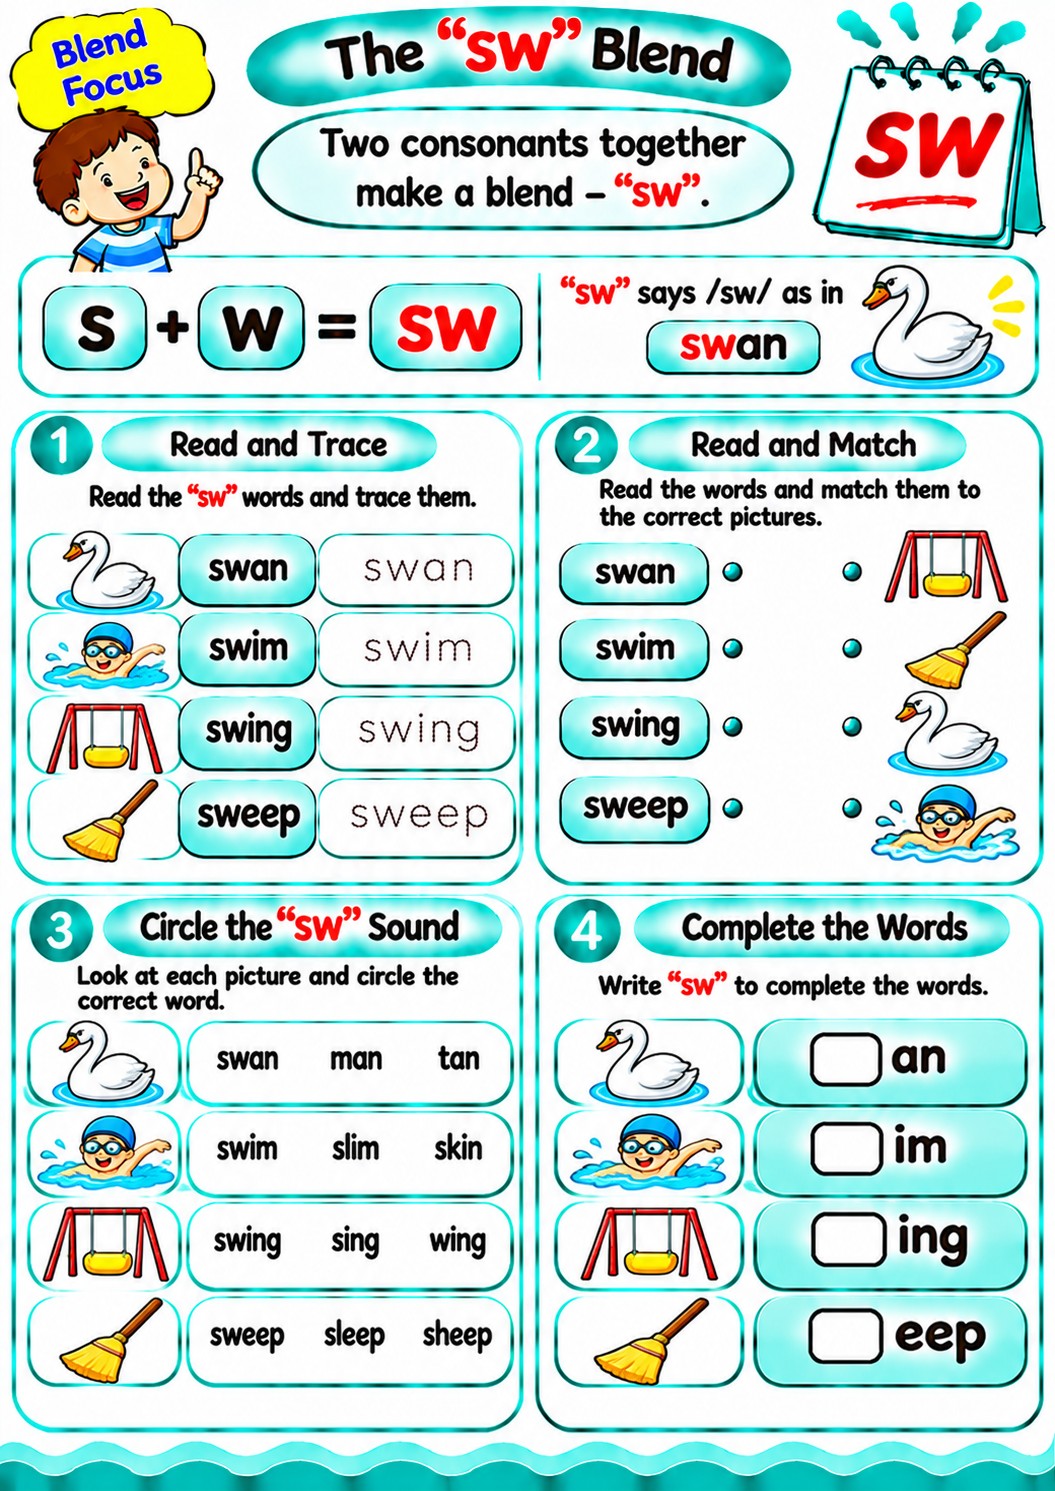 Blend
Focus
The “sw” Blend
Two consonants together
make a blend – “sw”.
sw
s + w = sw
“sw” says /sw/ as in
swan
1 Read and Trace
Read the “sw” words and trace them.
swan swan
swim swim
swing swing
sweep sweep
2 Read and Match
Read the words and match them to
the correct pictures.
swan
swim
swing
sweep
3 Circle the “sw” Sound
Look at each picture and circle the
correct word.
swan man tan
swim slim skin
swing sing wing
sweep sleep sheep
4 Complete the Words
Write “sw” to complete the words.
an
im
ing
eep